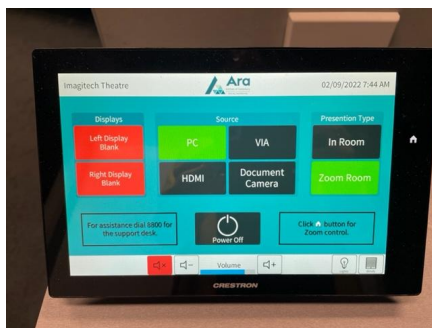 Imagitech Theatre
Ara
02/09/2022 7:44 AM
Displays
Source
Presention Type
Left Display
Blank
PC
VIA
In Room
Right Display
Blank
HDMI
Document
Camera
Zoom Room
For assistance dial 8800 for
the support desk.
Power Off
Click button for
Zoom control.
Volume
CRESTRON